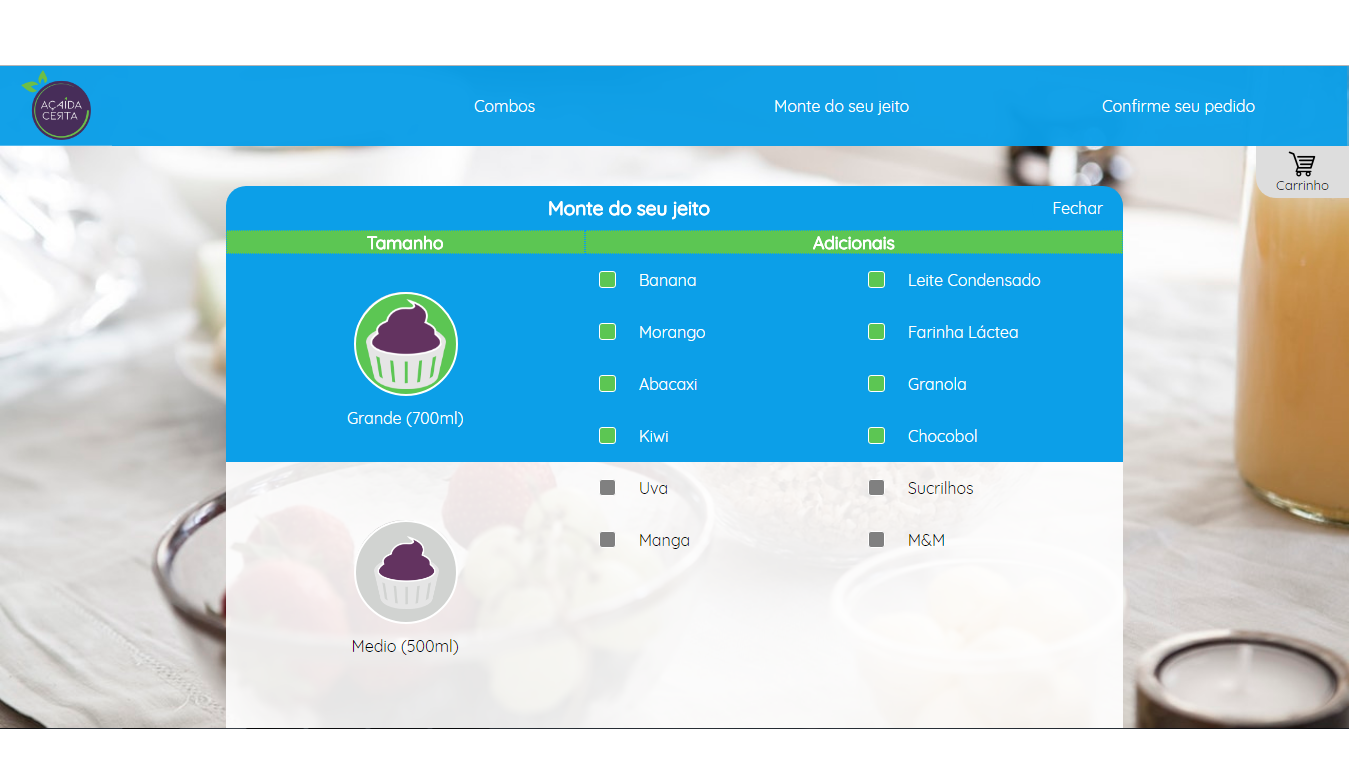 AÇAÍDA
CERTA
Combos
Monte do seu jeito
Confirme seu pedido
Carrinho
Monte do seu jeito
Fechar
Tamanho
Adicionais
Grande (700ml)
Banana
Leite Condensado
Morango
Farinha Láctea
Abacaxi
Granola
Kiwi
Chocobol
Uva
Sucrilhos
Manga
M&M
Medio (500ml)